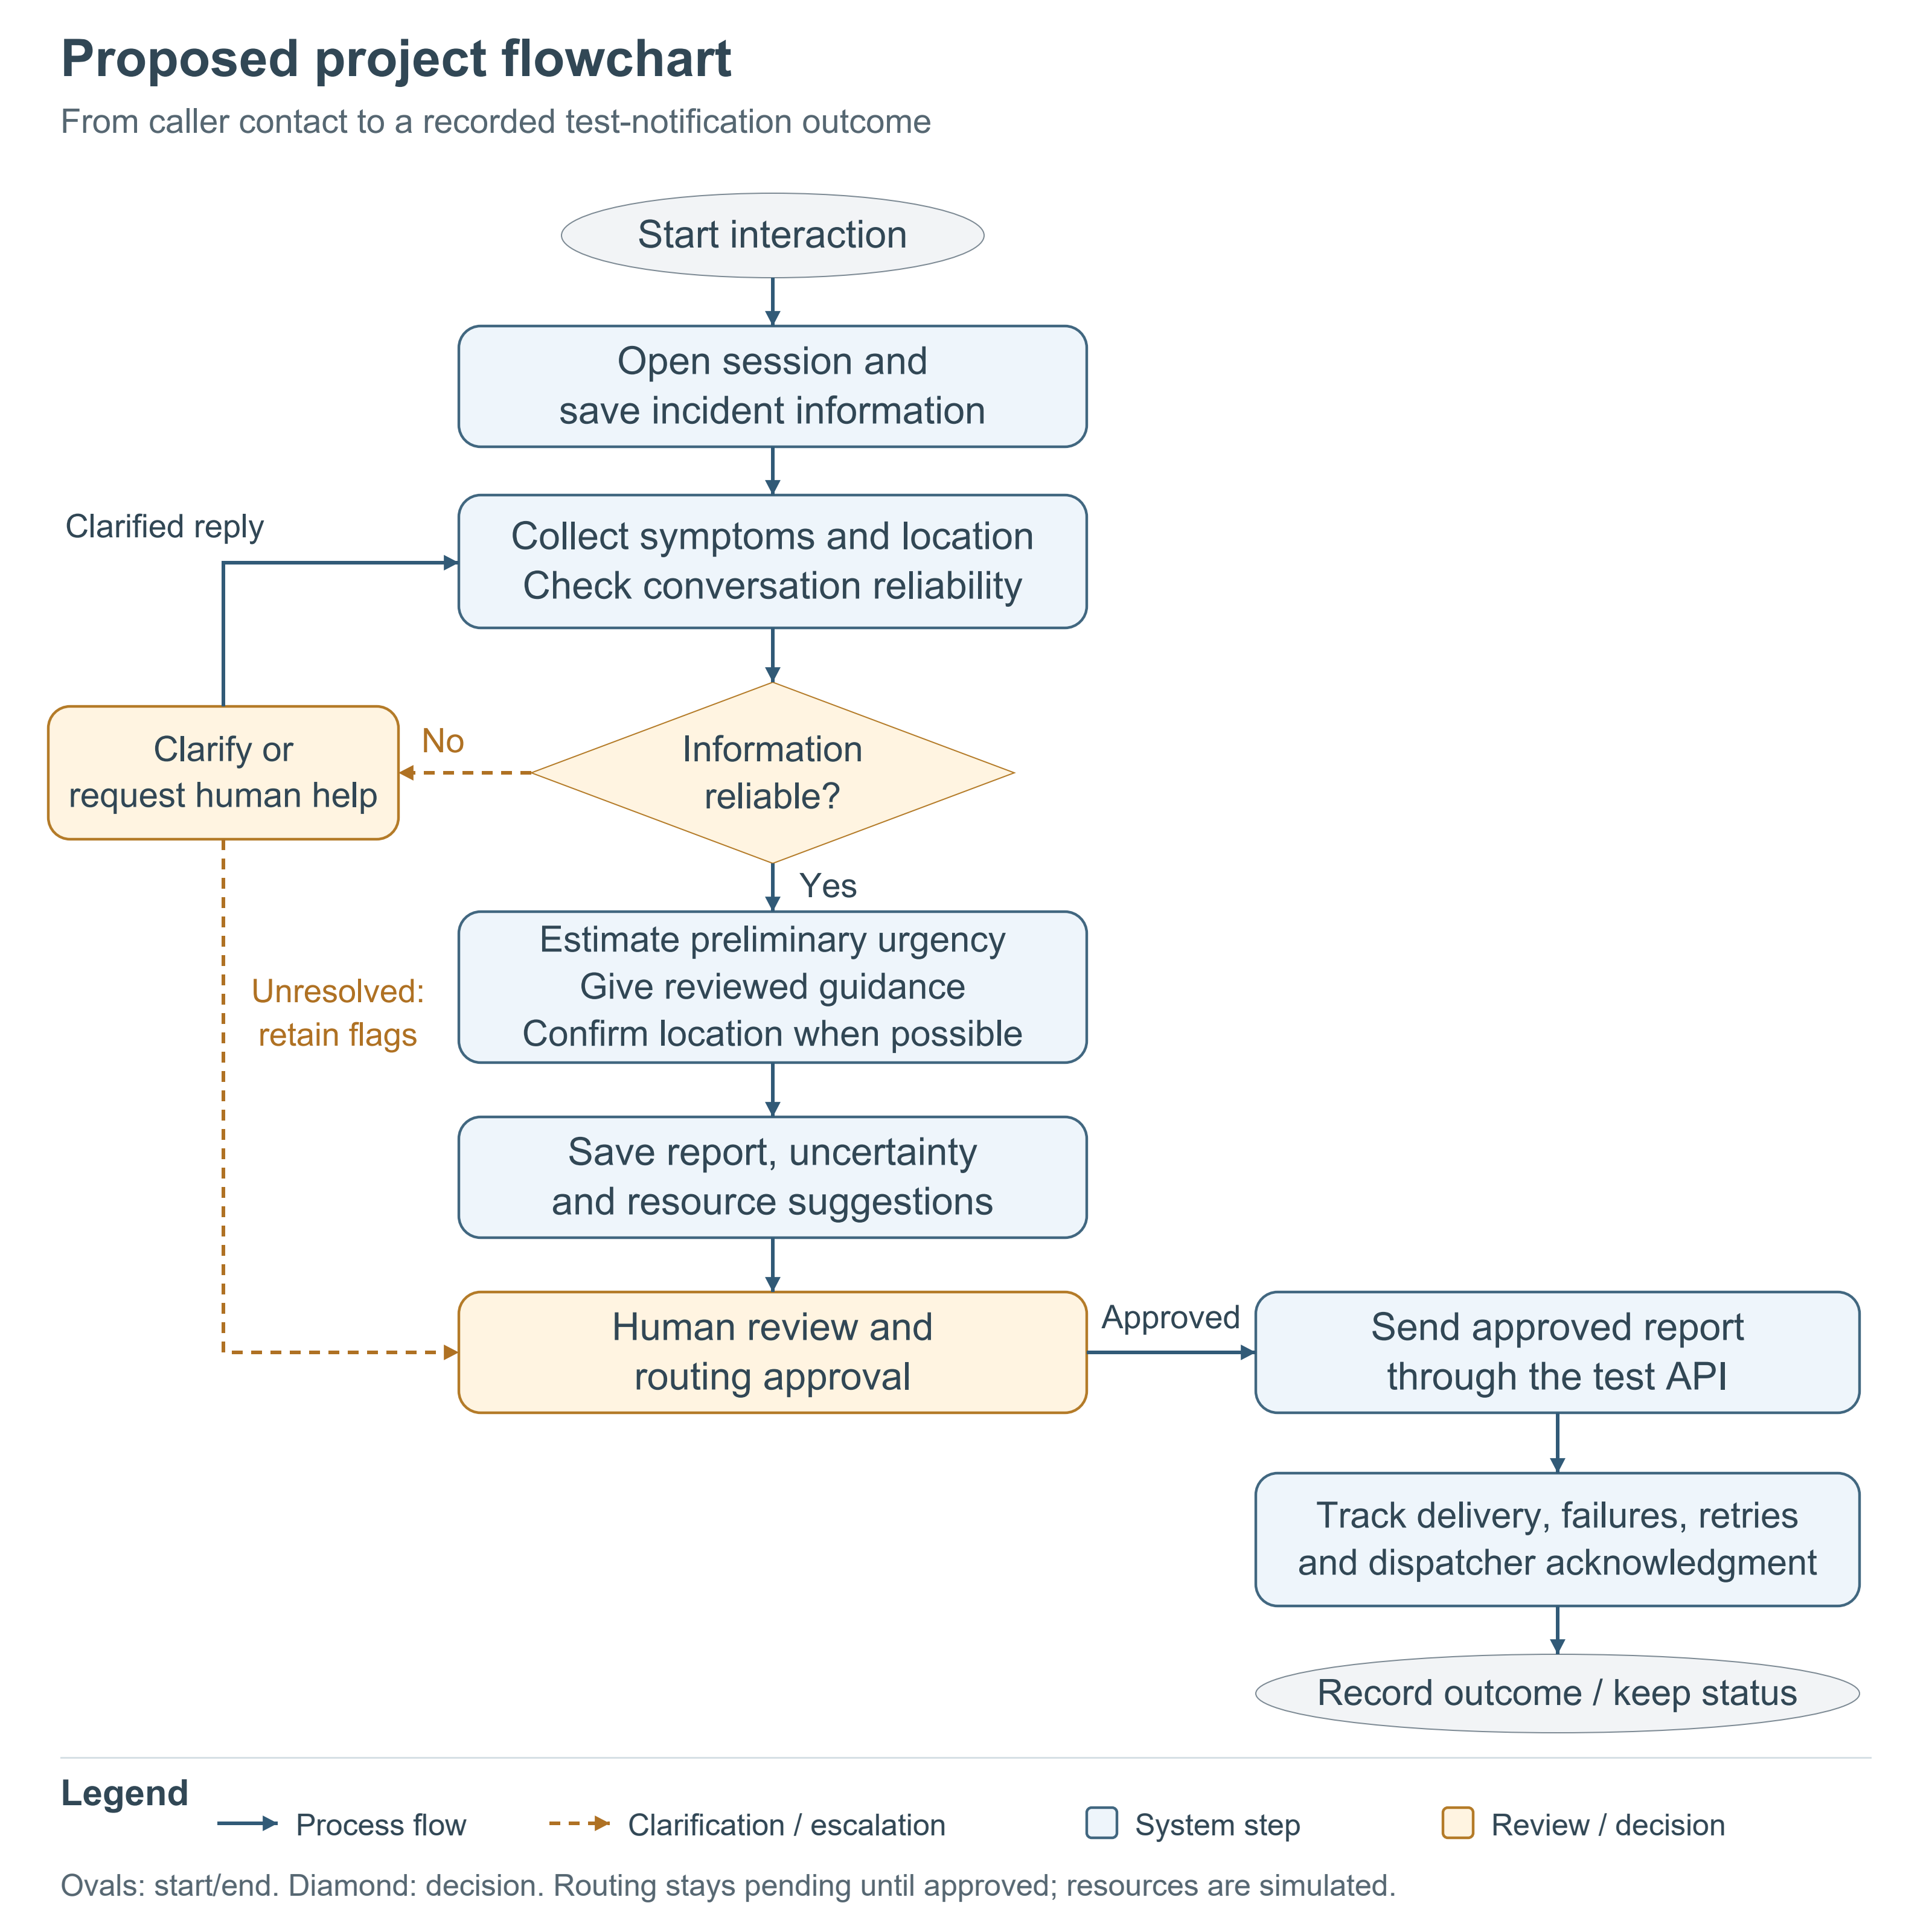 Proposed project flowchart
From caller contact to a recorded test-notification outcome
Start interaction
Open session and
save incident information
Clarified reply
Collect symptoms and location
Check conversation reliability
Clarify or
request human help
No
Information
reliable?
Yes
Unresolved:
retain flags
Estimate preliminary urgency
Give reviewed guidance
Confirm location when possible
Save report, uncertainty
and resource suggestions
Human review and
routing approval
Approved
Send approved report
through the test API
Track delivery, failures, retries
and dispatcher acknowledgment
Record outcome / keep status
Legend
Process flow
Clarification / escalation
System step
Review / decision
Ovals: start/end. Diamond: decision. Routing stays pending until approved; resources are simulated.